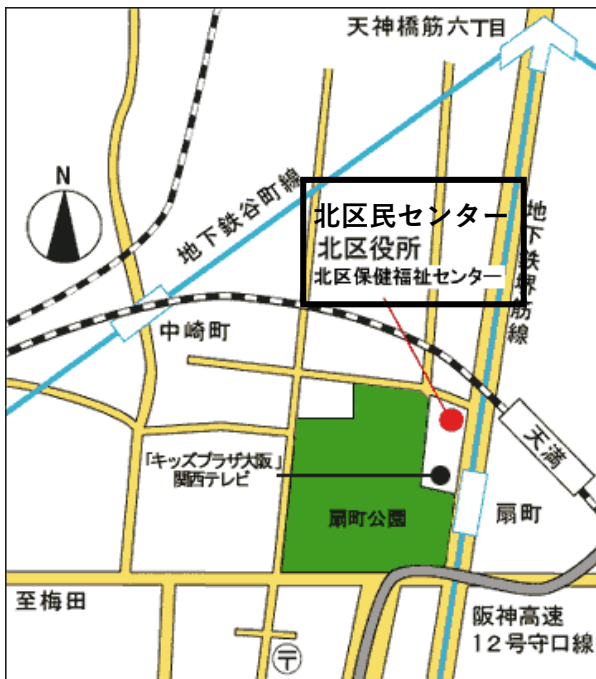 天神橋筋六丁目
N
地下鉄谷町線
北区民センター
北区役所
北区保健福祉センター
地下鉄堺筋線
中崎町
天満
「キッズプラザ大阪」
関西テレビ
扇町公園
扇町
至梅田
阪神高速
12号守口線
〒